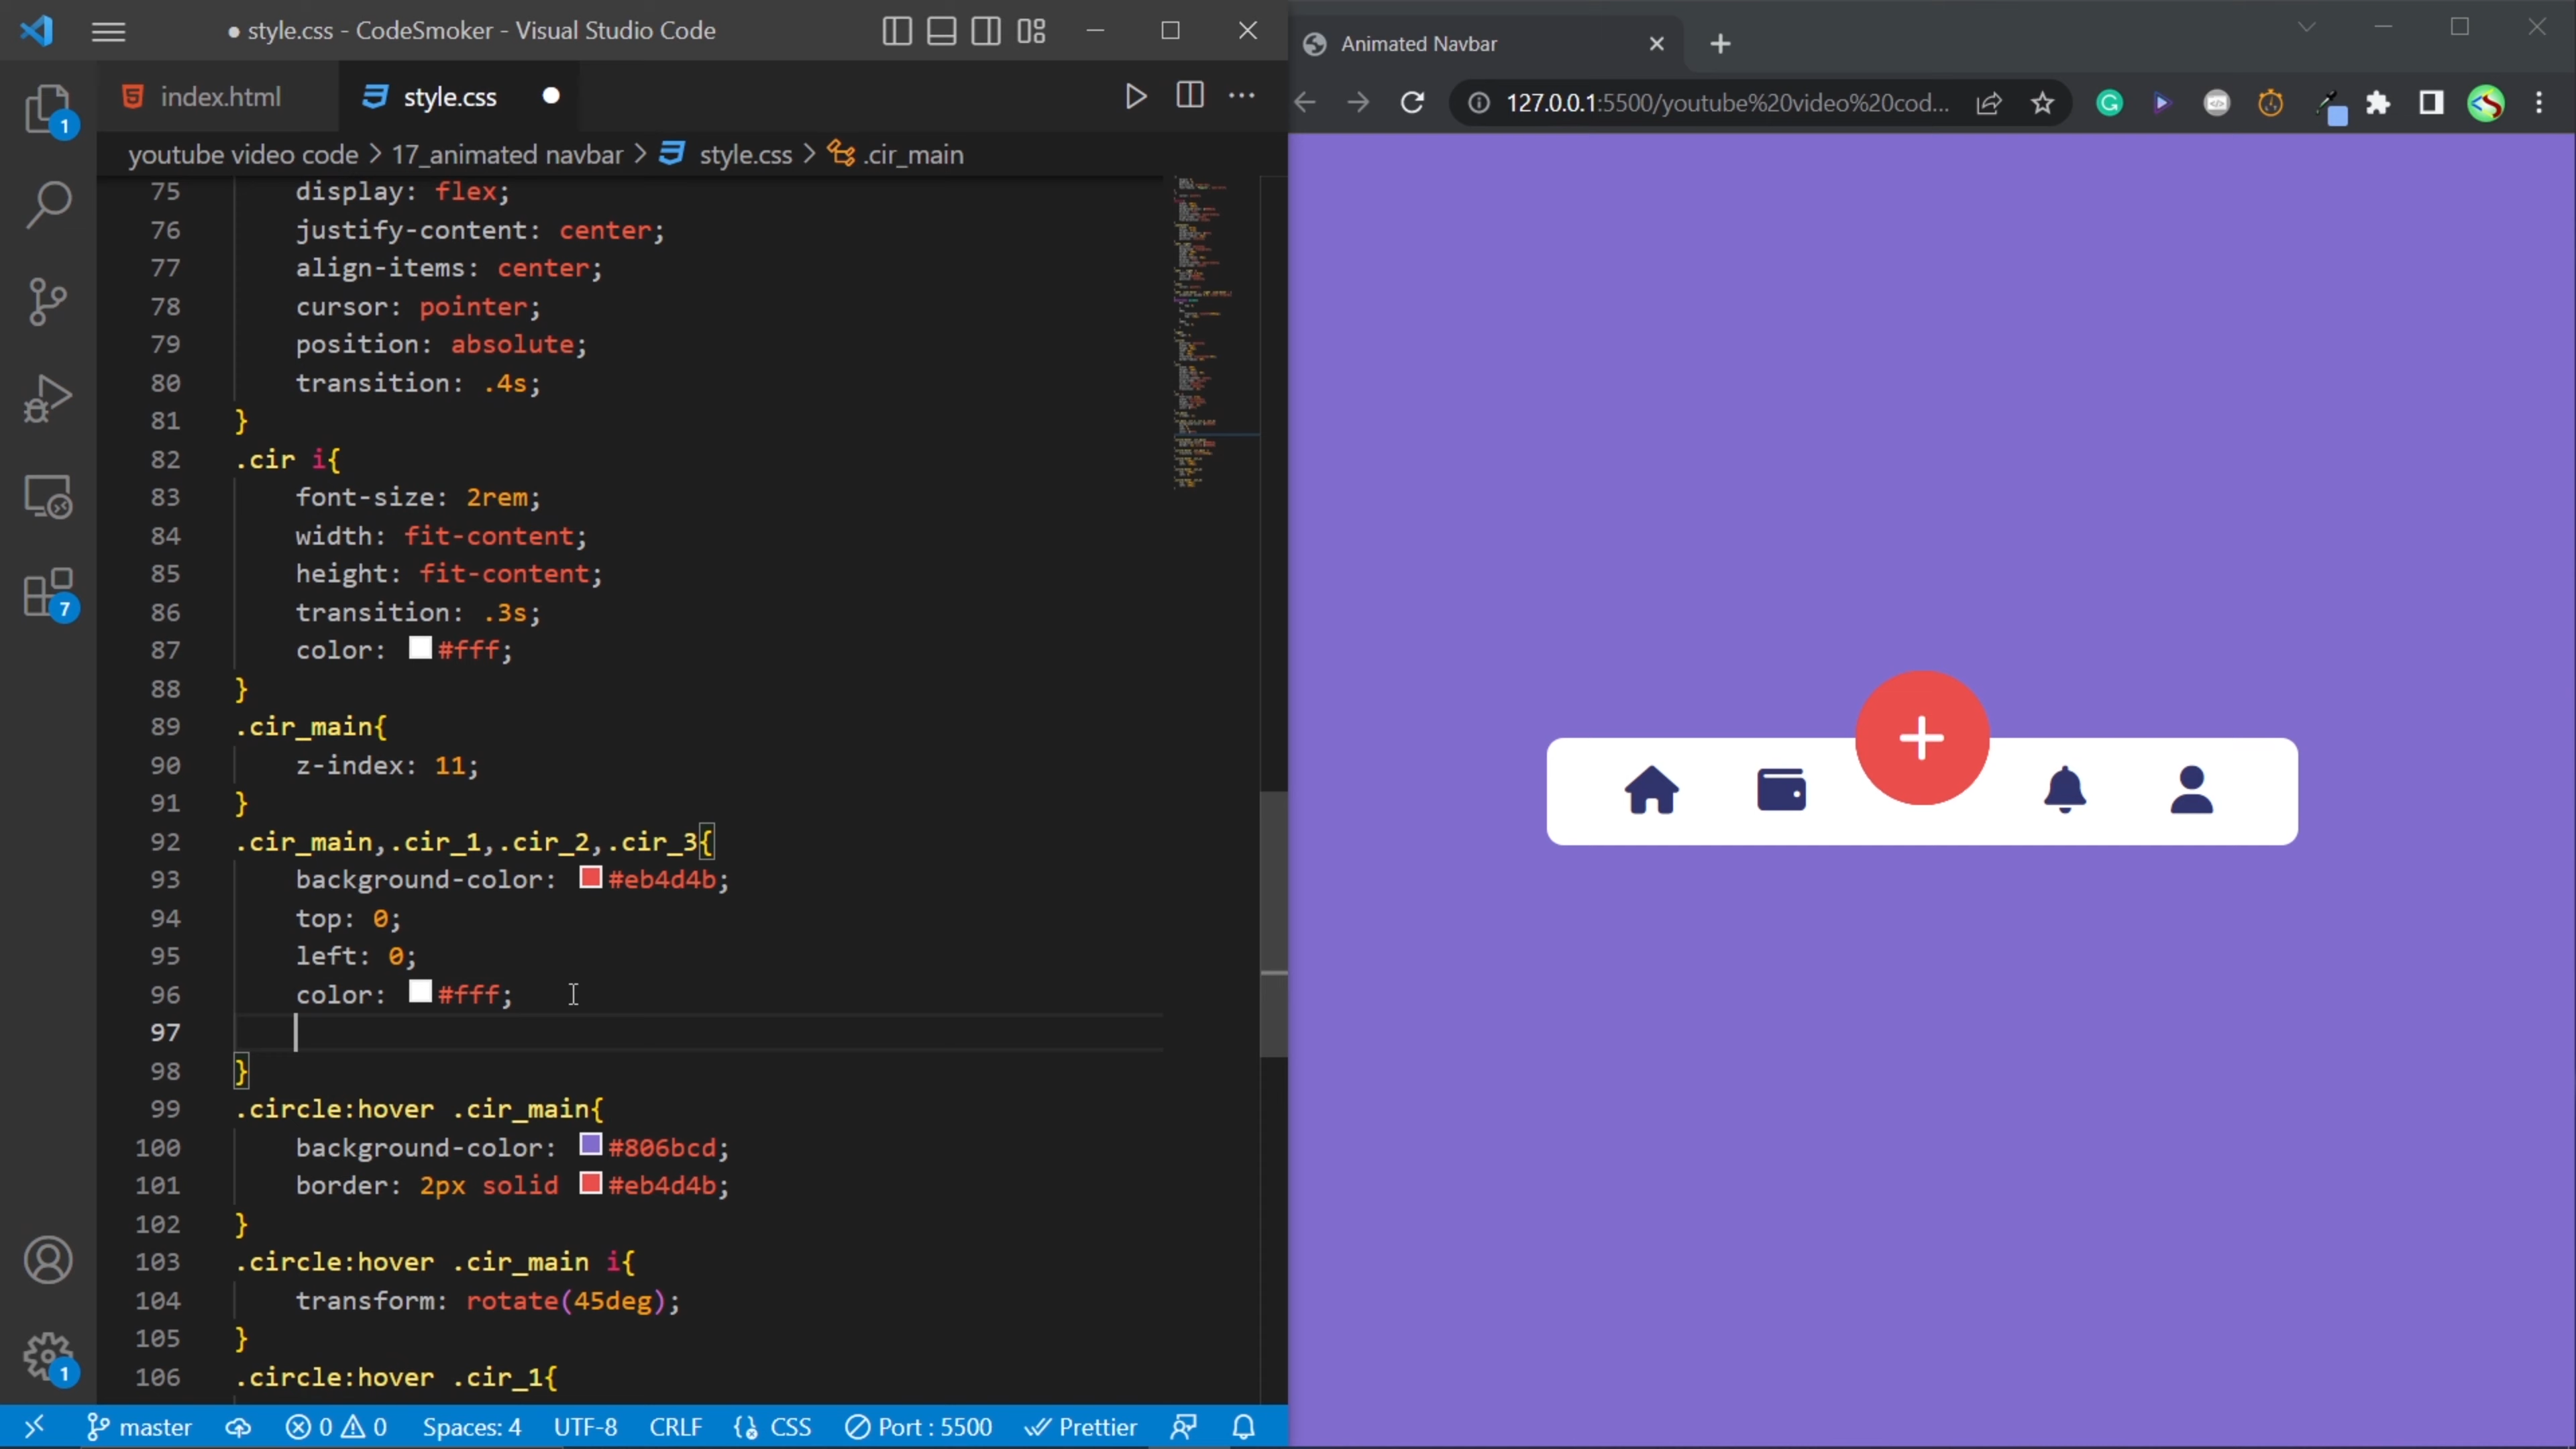 ● style.css - CodeSmoker - Visual Studio Code
index.html
style.css
youtube video code > 17_animated navbar > style.css > .cir_main
75 display: flex;
76 justify-content: center;
77 align-items: center;
78 cursor: pointer;
79 position: absolute;
80 transition: .4s;
81 }
82 .cir i{
83 font-size: 2rem;
84 width: fit-content;
85 height: fit-content;
86 transition: .3s;
87 color: #fff;
88 }
89 .cir_main{
90 z-index: 11;
91 }
92 .cir_main,.cir_1,.cir_2,.cir_3{
93 background-color: #eb4d4b;
94 top: 0;
95 left: 0;
96 color: #fff;
97
98 }
99 .circle:hover .cir_main{
100 background-color: #806bcd;
101 border: 2px solid #eb4d4b;
102 }
103 .circle:hover .cir_main i{
104 transform: rotate(45deg);
105 }
106 .circle:hover .cir_1{
1
7
1
master
0
0
Spaces: 4
UTF-8
CRLF
CSS
Port : 5500
Prettier
Animated Navbar
127.0.0.1:5500/youtube%20video%20cod...